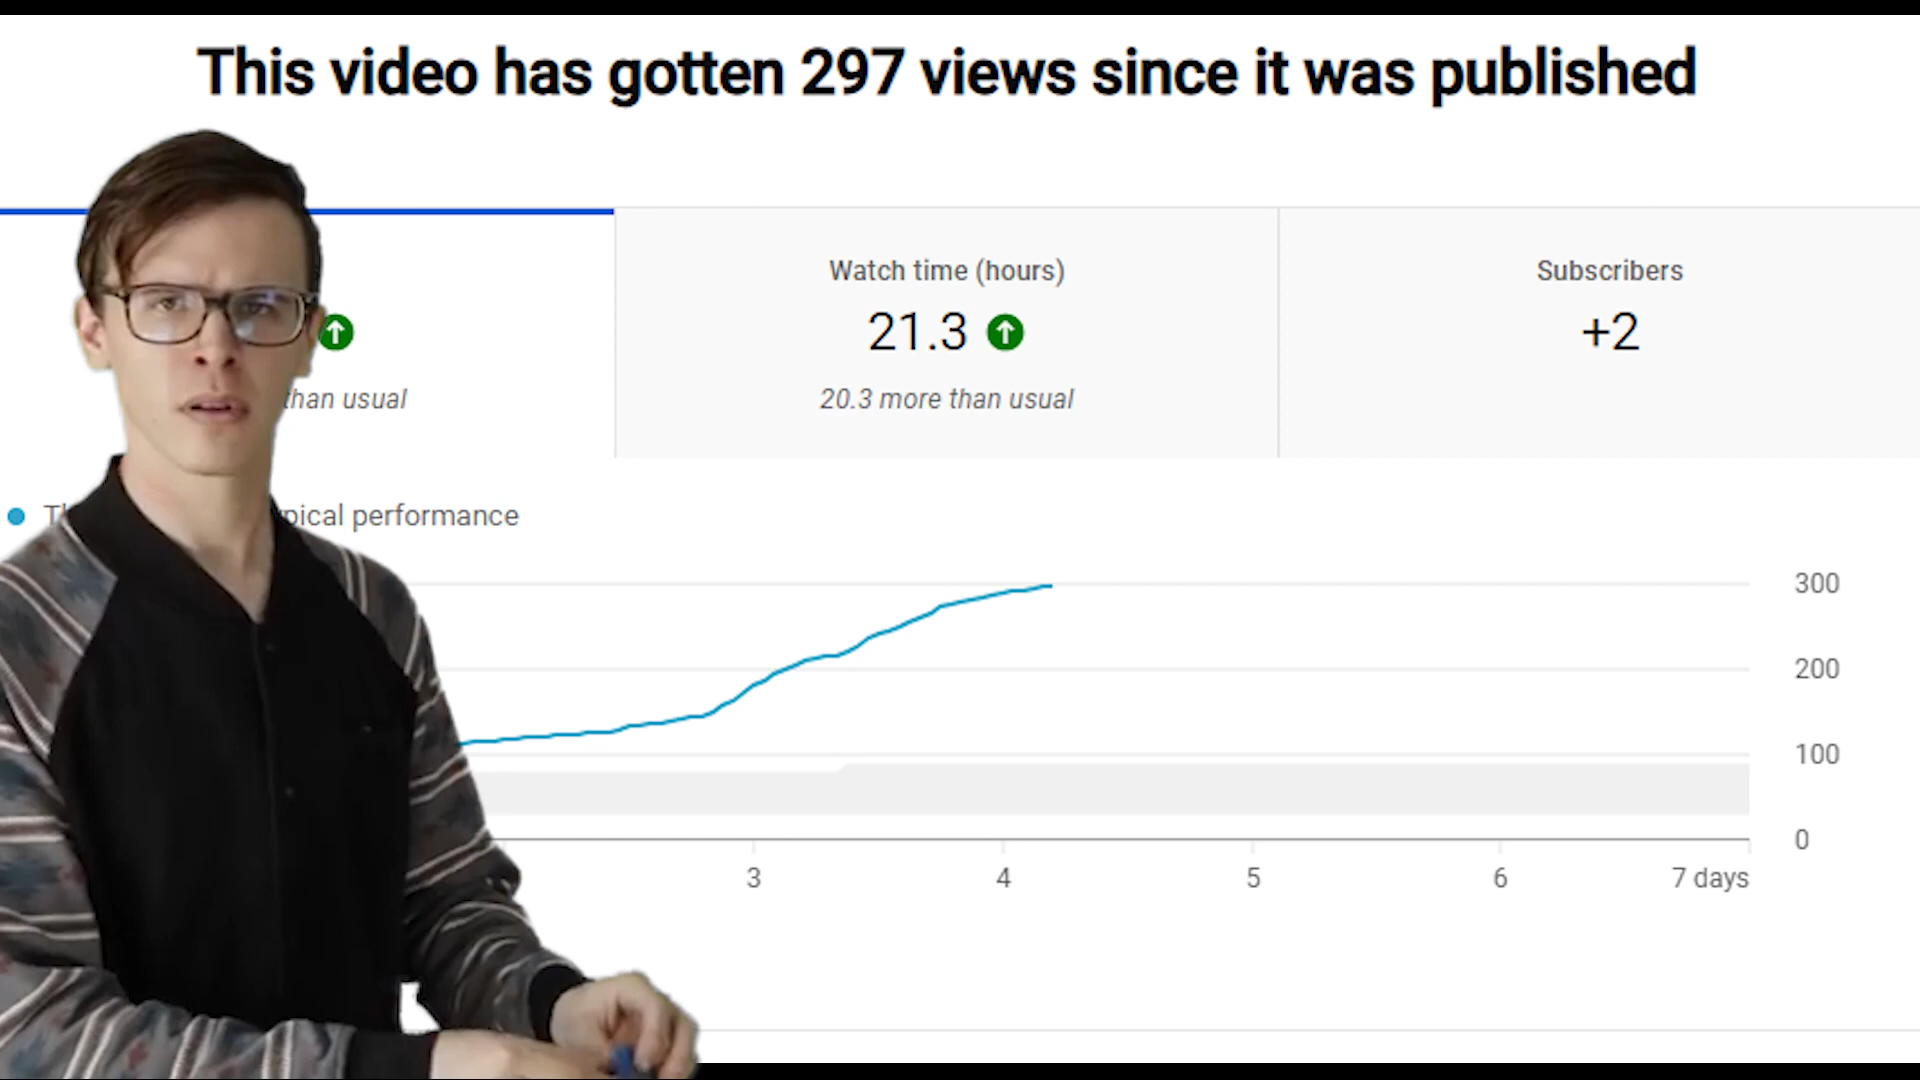 This video has gotten 297 views since it was published
Watch time (hours)
Subscribers
21.3
+2
than usual
20.3 more than usual
performance
300
200
100
0
3
4
5
6
7 days